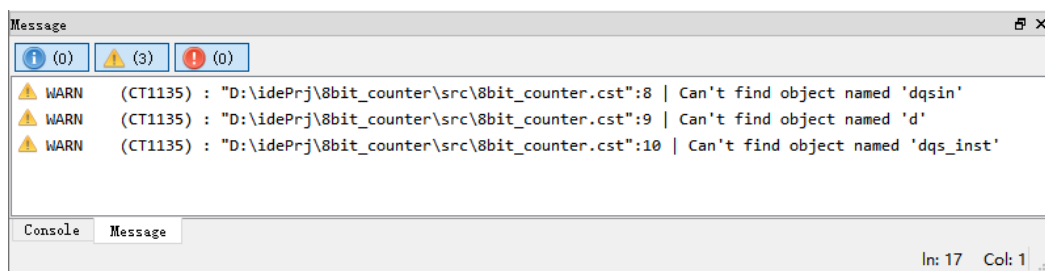 Message
(0) (3) (0)
WARN (CT1135) : "D:\idePrj\8bit_counter\src\8bit_counter.cst":8 | Can't find object named 'dqsin'
WARN (CT1135) : "D:\idePrj\8bit_counter\src\8bit_counter.cst":9 | Can't find object named 'd'
WARN (CT1135) : "D:\idePrj\8bit_counter\src\8bit_counter.cst":10 | Can't find object named 'dqs_inst'
Console Message
In: 17 Col: 1